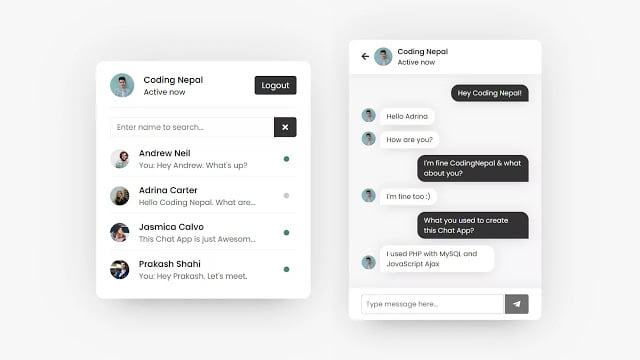 Coding Nepal
Active now
Logout
Enter name to search...
Andrew Neil
You: Hey Andrew. What's up?
Adrina Carter
Hello Coding Nepal. What are...
Jasmica Calvo
This Chat App is just Awesom...
Prakash Shahi
You: Hey Prakash. Let's meet.
Coding Nepal
Active now
Hey Coding Nepal!
Hello Adrina
How are you?
I'm fine CodingNepal & what
about you?
I'm fine too :)
What you used to create
this Chat App?
I used PHP with MySQL and
JavaScript Ajax
Type message here...